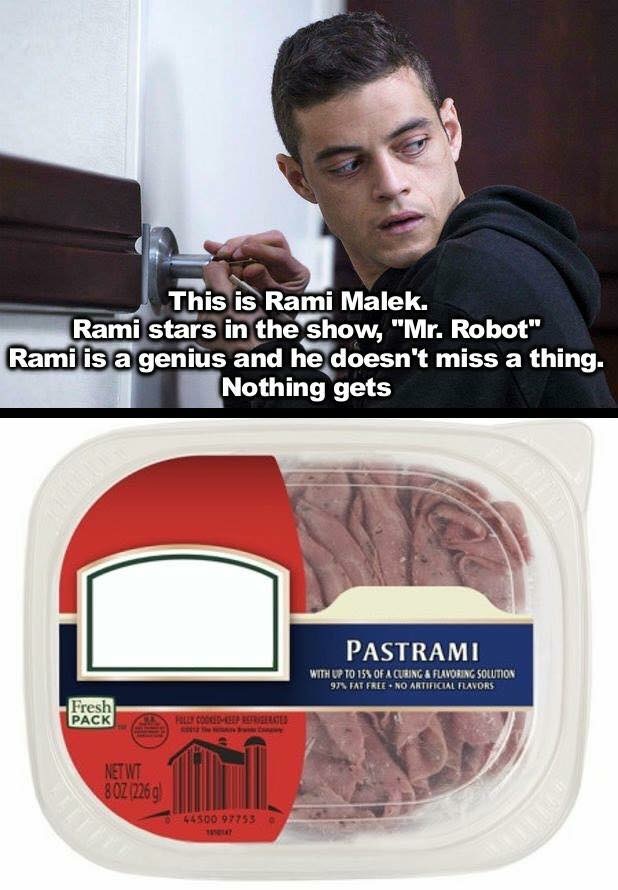 This is Rami Malek.
Rami stars in the show, "Mr. Robot"
Rami is a genius and he doesn't miss a thing.
Nothing gets
PASTRAMI
WITH UP TO 15% OF A CURING & FLAVORING SOLUTION
97% FAT FREE • NO ARTIFICIAL FLAVORS
Fresh
PACK
FULLY COOKED-KEEP REFRIGERATED
NET WT
8 OZ (226 g)
0 44500 97753 0